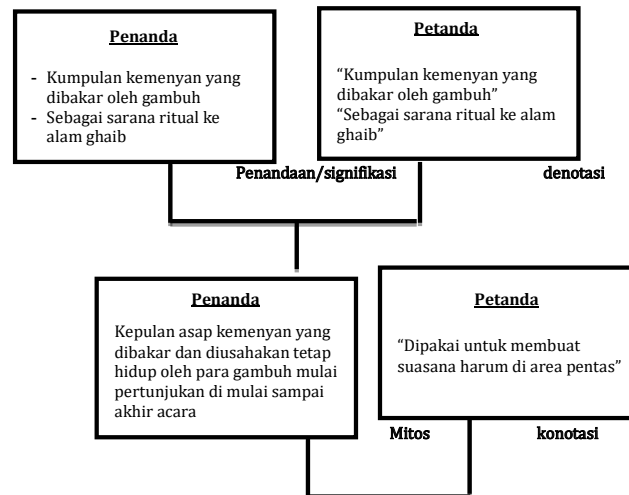 Penanda
- Kumpulan kemenyan yang
dibakar oleh gambuh
- Sebagai sarana ritual ke
alam ghaib
Petanda
“Kumpulan kemenyan yang
dibakar oleh gambuh”
“Sebagai sarana ritual ke alam
ghaib”
Penandaan/signifikasi
denotasi
Penanda
Kepulan asap kemenyan yang
dibakar dan diusahakan tetap
hidup oleh para gambuh mulai
pertunjukan di mulai sampai
akhir acara
Petanda
“Dipakai untuk membuat
suasana harum di area pentas”
Mitos
konotasi